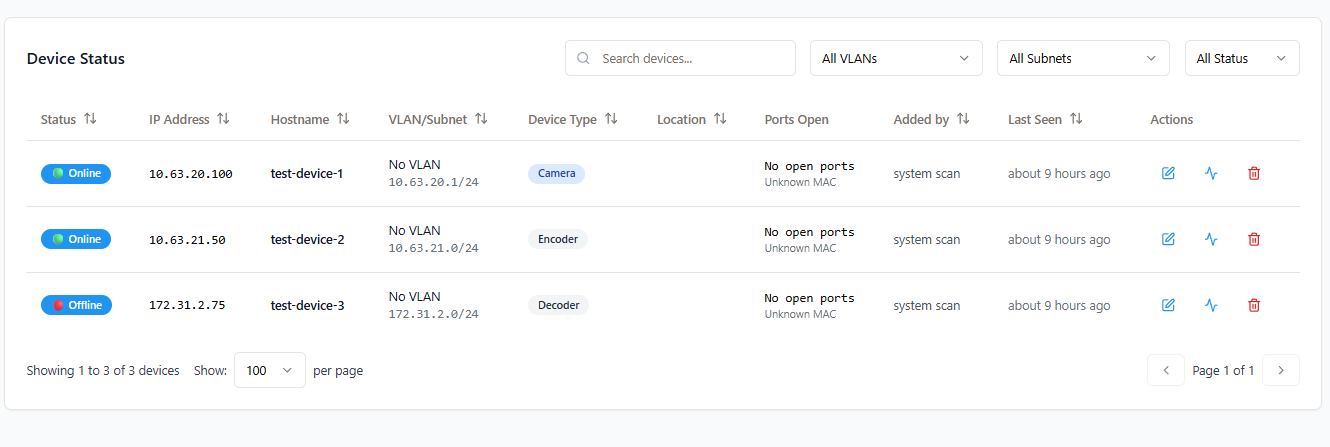 Device Status
Search devices...
All VLANs
All Subnets
All Status
Status IP Address Hostname VLAN/Subnet Device Type Location Ports Open Added by Last Seen Actions
Online 10.63.20.100 test-device-1 No VLAN Camera No open ports system scan about 9 hours ago
10.63.20.1/24 Unknown MAC
Online 10.63.21.50 test-device-2 No VLAN Encoder No open ports system scan about 9 hours ago
10.63.21.0/24 Unknown MAC
Offline 172.31.2.75 test-device-3 No VLAN Decoder No open ports system scan about 9 hours ago
172.31.2.0/24 Unknown MAC
Showing 1 to 3 of 3 devices Show: 100 per page Page 1 of 1